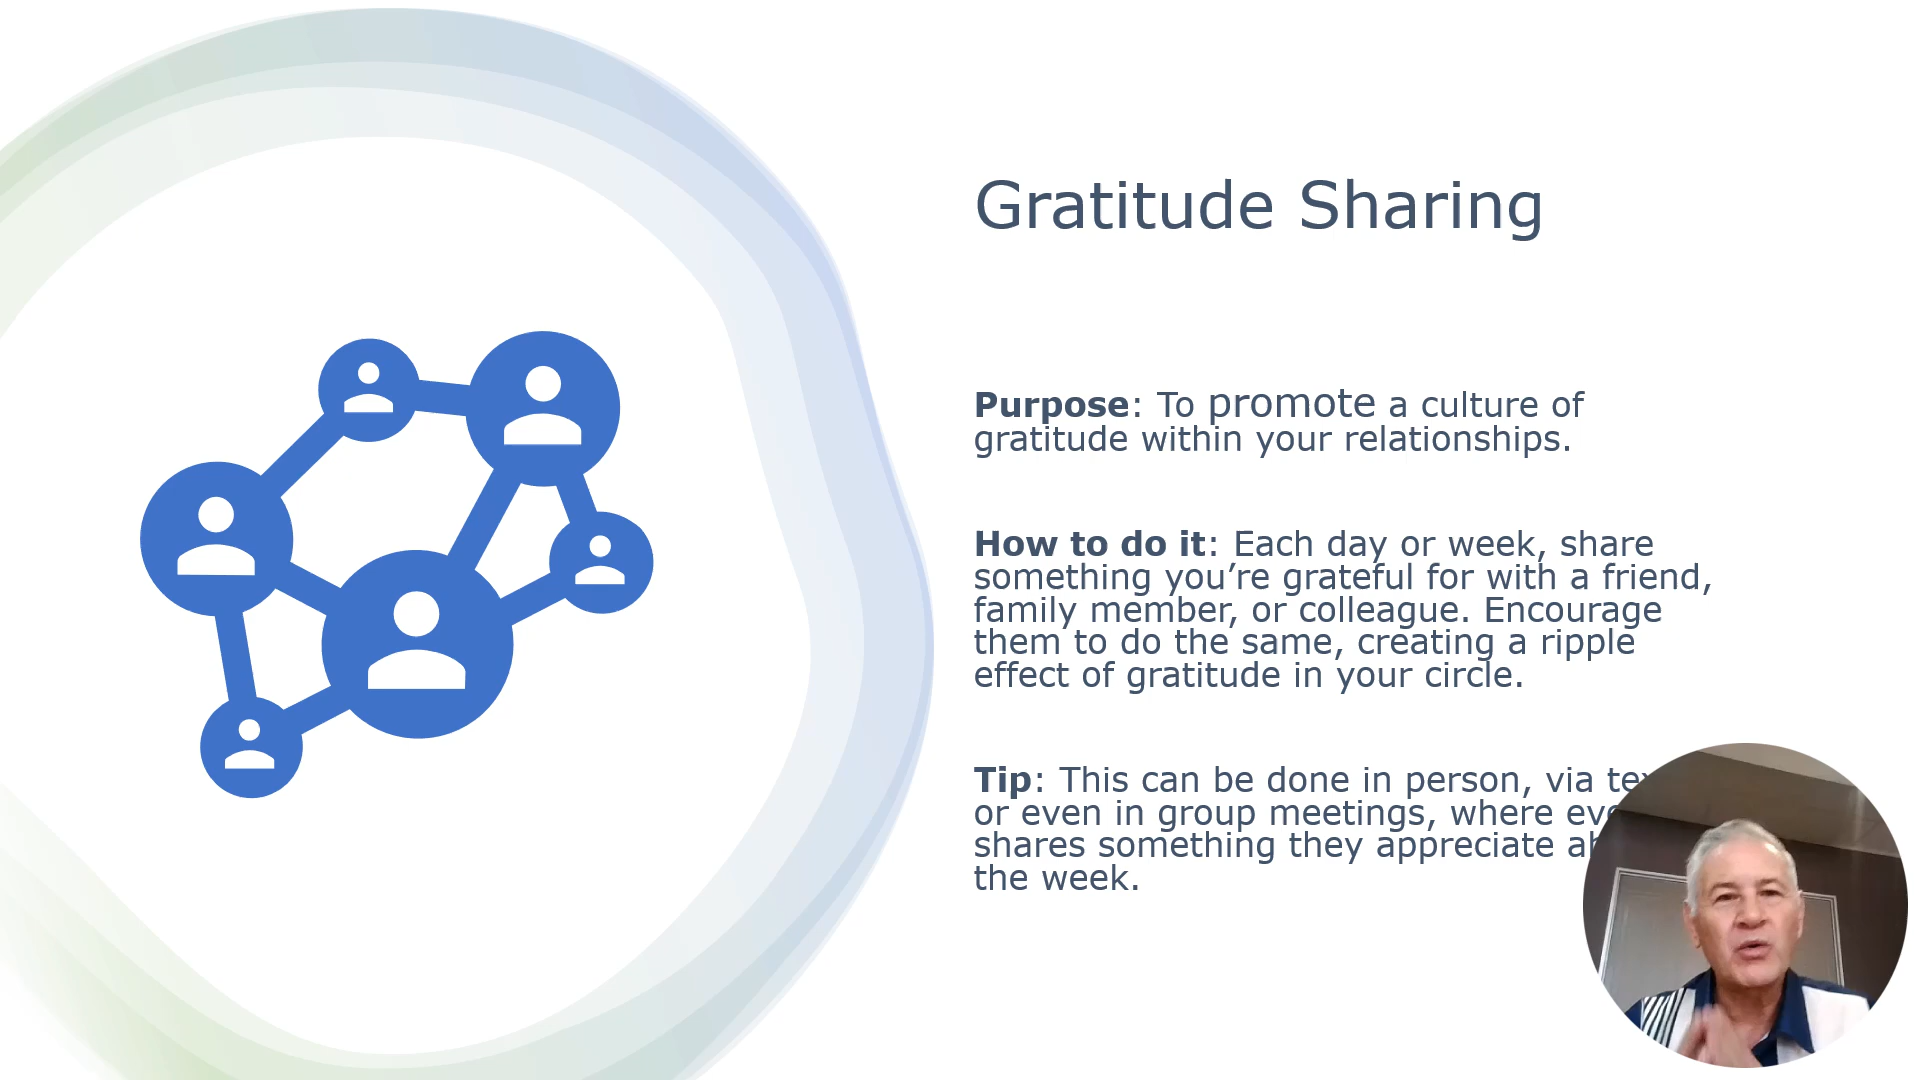 Gratitude Sharing
Purpose: To promote a culture of
gratitude within your relationships.
How to do it: Each day or week, share
something you’re grateful for with a friend,
family member, or colleague. Encourage
them to do the same, creating a ripple
effect of gratitude in your circle.
Tip: This can be done in person, via
or even in group meetings, where
shares something they appreciate
the week.